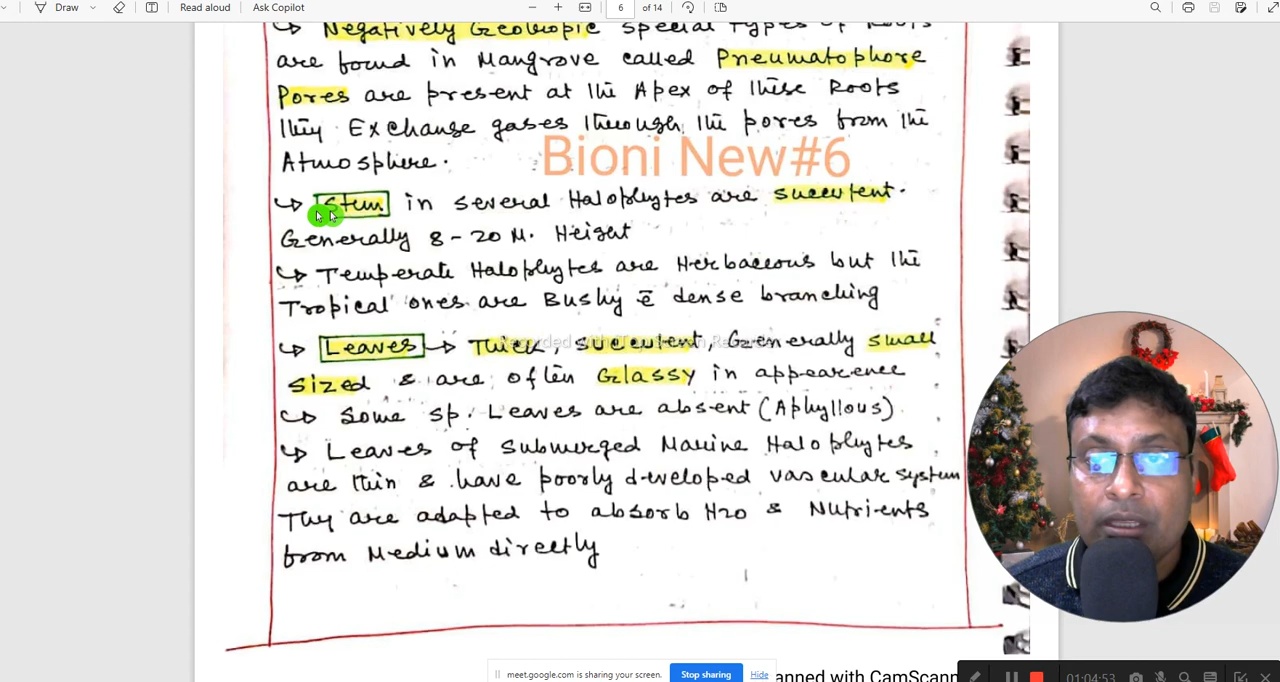 Draw Read aloud Ask Copilot 6 of 14
Negatively Geotropic special Types of Roots
are found in Mangrove called Pneumatophore
Pores are present at the Apex of these Roots
They Exchange gases through the pores from the
Atmosphere.
Bioni New#6
↳ Stem in several Halophytes are succulent.
Generally 8-20 M. Height
↳ Temperate Halophytes are Herbaceous but the
Tropical ones are Bushy c̄ dense branching
↳ Leaves → Thick, succulent, Generally small
sized & are often Glassy in appearence
↳ Some sp. Leaves are absent (Aphyllous)
↳ Leaves of submerged Marine Halophytes
are thin & have poorly developed vascular system
They are adapted to absorb H2O & Nutrients
from Medium directly
meet.google.com is sharing your screen. Stop sharing Hide
anned with CamScann
01:04:53